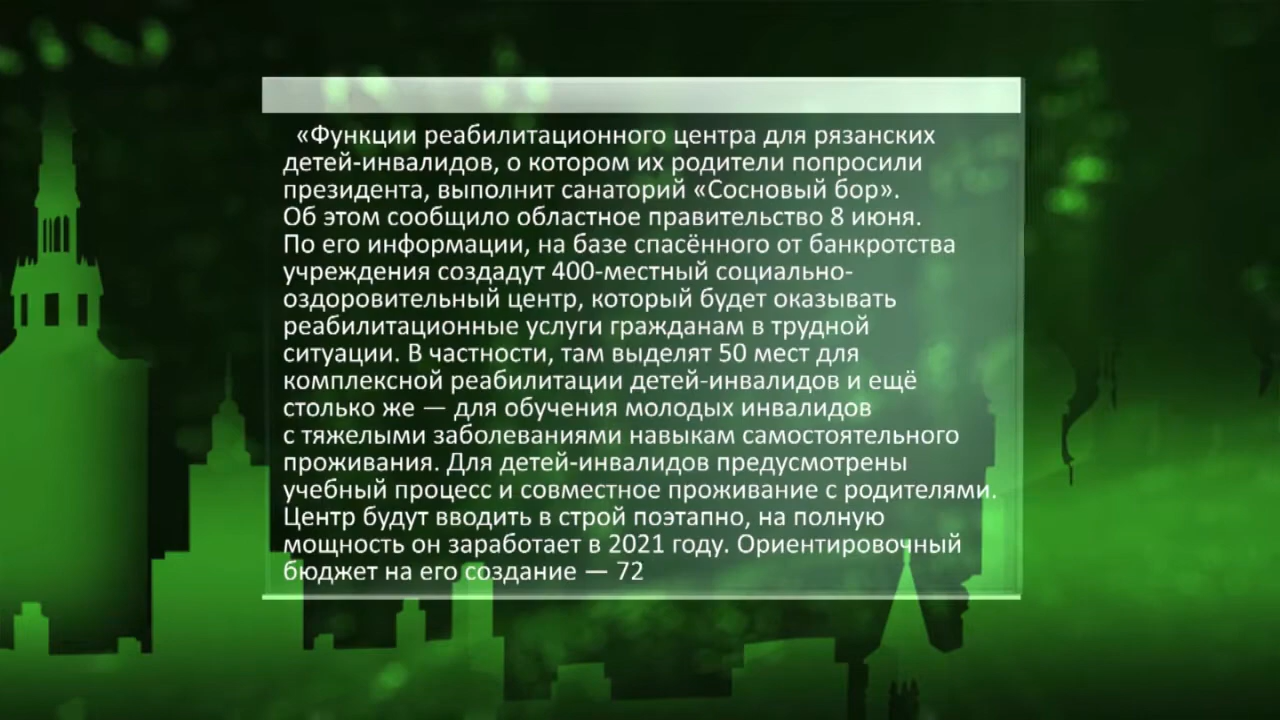 «Функции реабилитационного центра для рязанских
детей-инвалидов, о котором их родители попросили
президента, выполнит санаторий «Сосновый бор».
Об этом сообщило областное правительство 8 июня.
По его информации, на базе спасённого от банкротства
учреждения создадут 400-местный социально-
оздоровительный центр, который будет оказывать
реабилитационные услуги гражданам в трудной
ситуации. В частности, там выделят 50 мест для
комплексной реабилитации детей-инвалидов и ещё
столько же — для обучения молодых инвалидов
с тяжелыми заболеваниями навыкам самостоятельного
проживания. Для детей-инвалидов предусмотрены
учебный процесс и совместное проживание с родителями.
Центр будут вводить в строй поэтапно, на полную
мощность он заработает в 2021 году. Ориентировочный
бюджет на его создание — 72